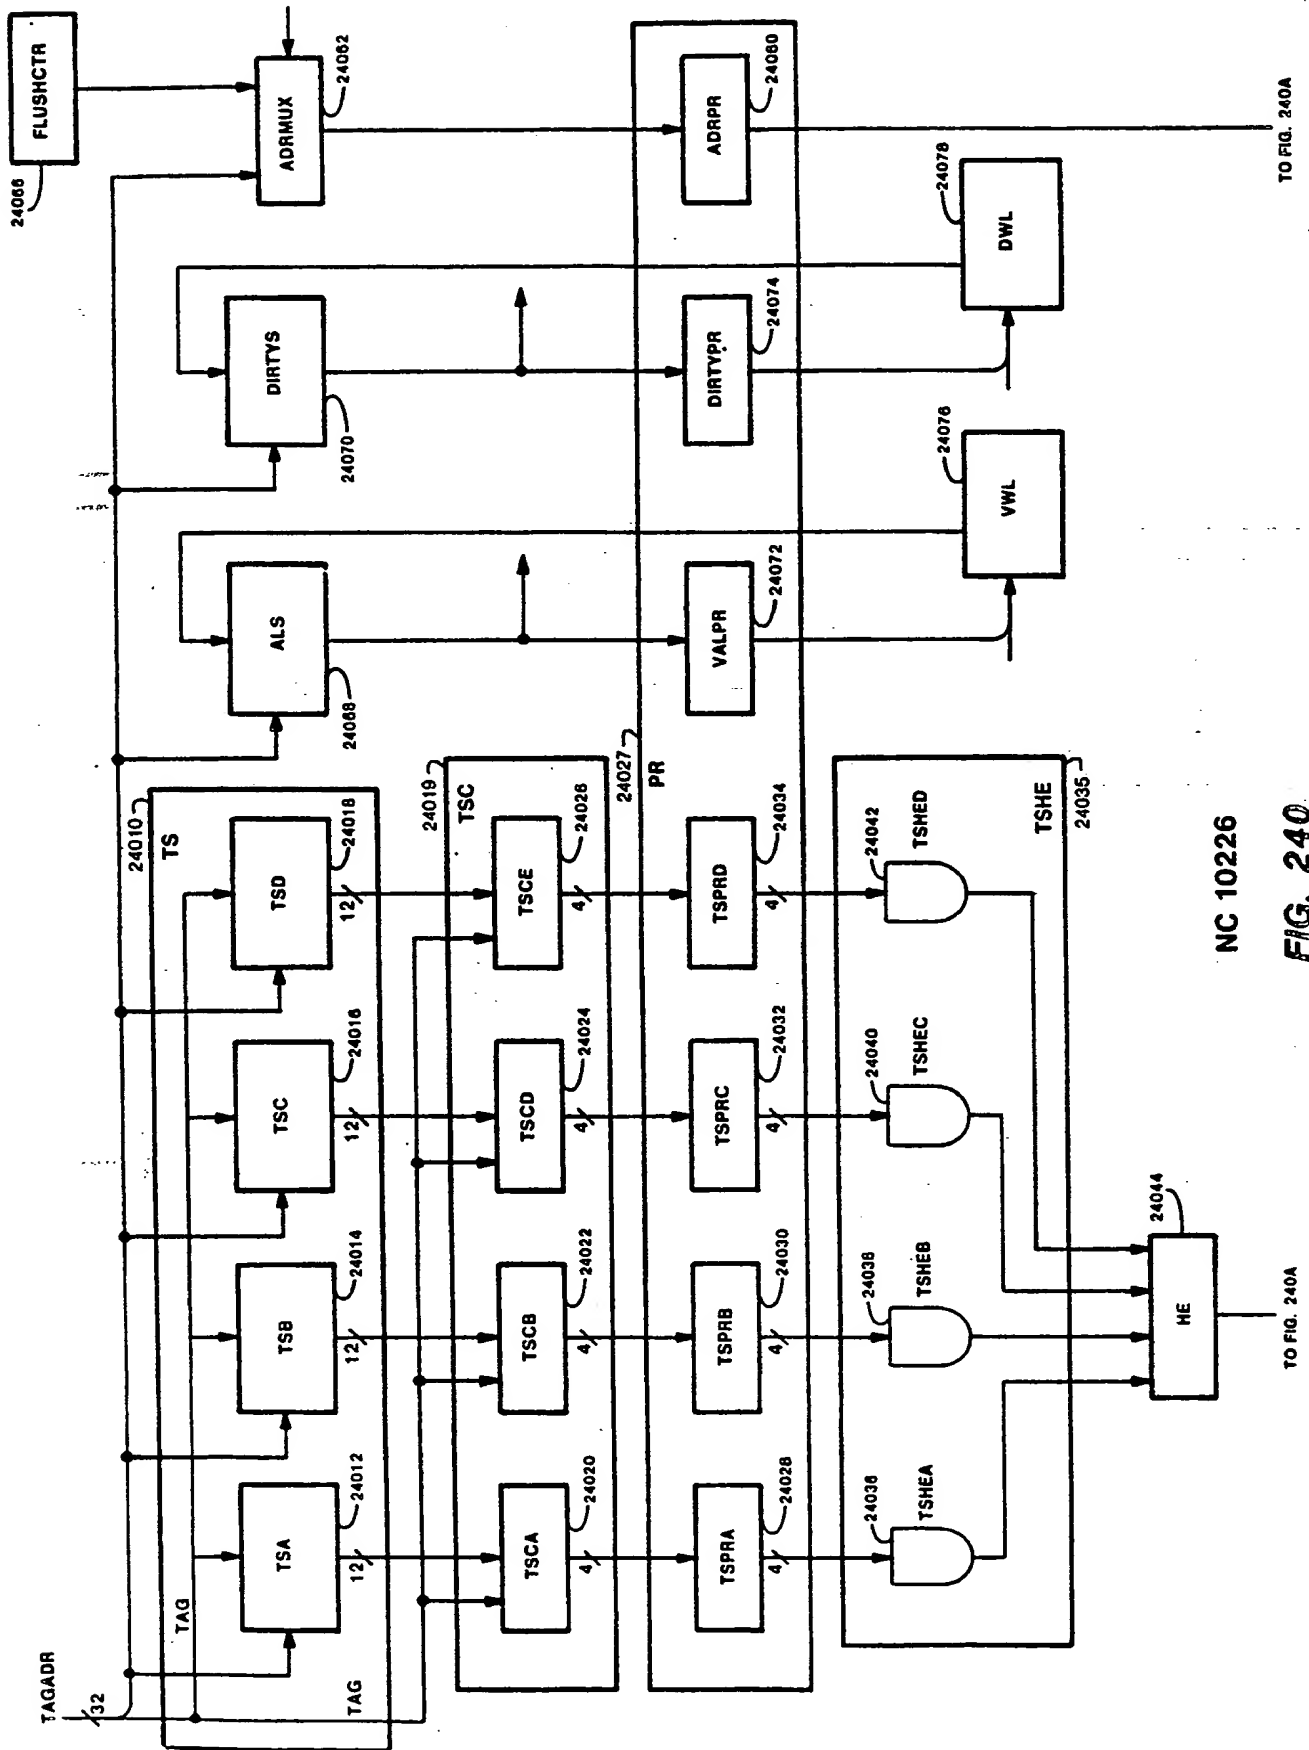 TAGADR
32
TAG
TAG
24010
TS
TSA
24012
12
TSB
24014
12
TSC
24016
12
TSD
24018
12
ALS
24068
DIRTYS
24070
ADRMUX
24062
FLUSHCTR
24066
24019
TSC
TSCA
24020
4
TSCB
24022
4
TSCD
24024
4
TSCE
24026
4
24027
PR
TSPRA
24028
4
TSPRB
24030
4
TSPRC
24032
4
TSPRD
24034
4
VALPR
24072
DIRTYPR
24074
ADRPR
24060
24036
TSHEA
24038
TSHEB
24040
TSHEC
24042
TSHED
TSHE
24035
VWL
24076
DWL
24078
HE
24044
TO FIG. 240A
TO FIG. 240A
NC 10226
FIG. 240